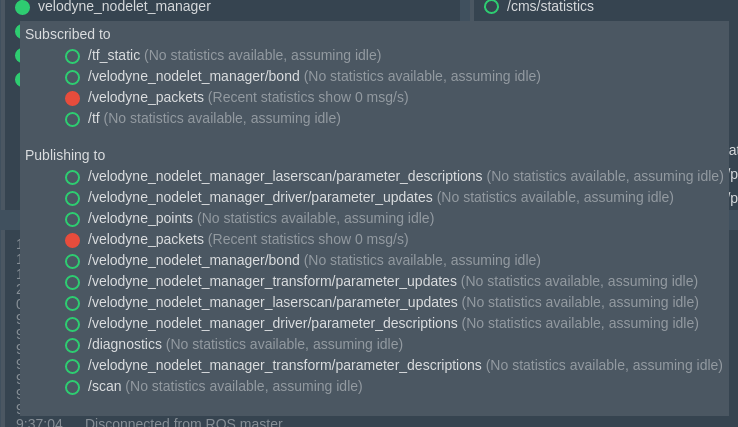 velodyne_nodelet_manager
/cms/statistics
Subscribed to
/tf_static (No statistics available, assuming idle)
/velodyne_nodelet_manager/bond (No statistics available, assuming idle)
/velodyne_packets (Recent statistics show 0 msg/s)
/tf (No statistics available, assuming idle)
Publishing to
/velodyne_nodelet_manager_laserscan/parameter_descriptions (No statistics available, assuming idle)
/velodyne_nodelet_manager_driver/parameter_updates (No statistics available, assuming idle)
/velodyne_points (No statistics available, assuming idle)
/velodyne_packets (Recent statistics show 0 msg/s)
/velodyne_nodelet_manager/bond (No statistics available, assuming idle)
/velodyne_nodelet_manager_transform/parameter_updates (No statistics available, assuming idle)
/velodyne_nodelet_manager_laserscan/parameter_updates (No statistics available, assuming idle)
/velodyne_nodelet_manager_driver/parameter_descriptions (No statistics available, assuming idle)
/diagnostics (No statistics available, assuming idle)
/velodyne_nodelet_manager_transform/parameter_descriptions (No statistics available, assuming idle)
/scan (No statistics available, assuming idle)
9:37:04 Disconnected from ROS master